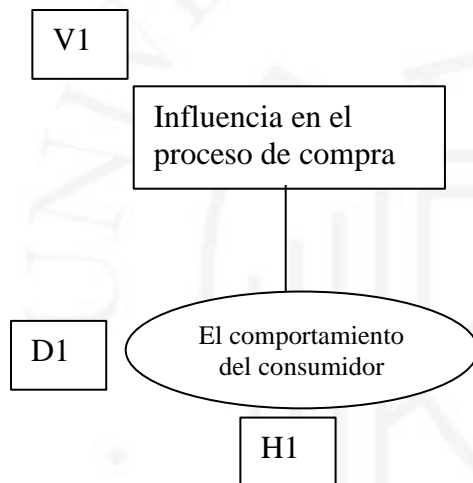 V1
Influencia en el
proceso de compra
El comportamiento
del consumidor
D1
H1